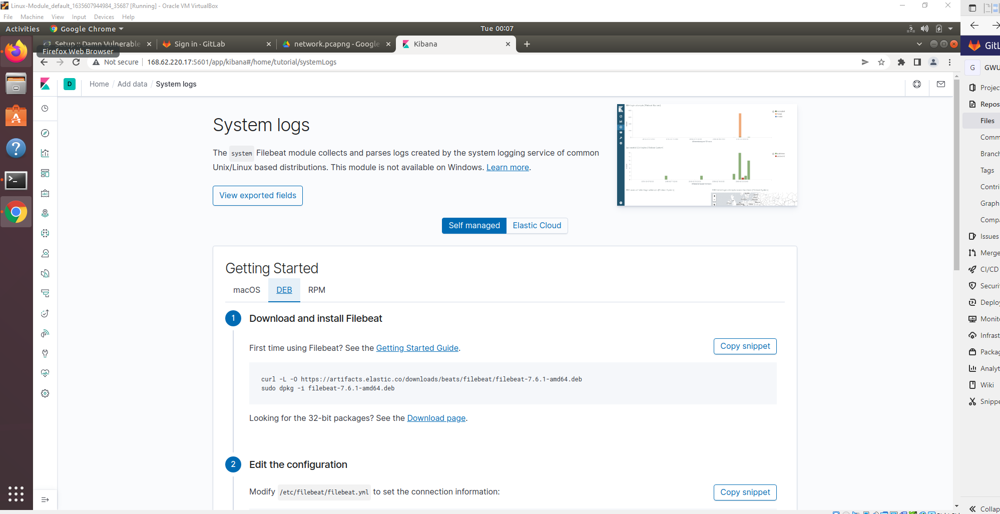 Linux-Module_default_1635607944984_35687 [Running] - Oracle VM VirtualBox
File Machine View Input Devices Help
Activities Google Chrome Tue 00:07
Setup :: Damn Vulnerable Sign in · GitLab network.pcapng - Google Kibana
Firefox Web Browser
Not secure 168.62.220.17:5601/app/kibana#/home/tutorial/systemLogs
D Home / Add data / System logs
System logs
The system Filebeat module collects and parses logs created by the system logging service of common
Unix/Linux based distributions. This module is not available on Windows. Learn more.
View exported fields
Self managed Elastic Cloud
Getting Started
macOS DEB RPM
1 Download and install Filebeat
First time using Filebeat? See the Getting Started Guide.
Copy snippet
curl -L -O https://artifacts.elastic.co/downloads/beats/filebeat/filebeat-7.6.1-amd64.deb
sudo dpkg -i filebeat-7.6.1-amd64.deb
Looking for the 32-bit packages? See the Download page.
2 Edit the configuration
Modify /etc/filebeat/filebeat.yml to set the connection information:
Copy snippet
GitL
G GWU
Projec
Repos
Files
Comm
Branch
Tags
Contri
Graph
Compa
Issues
Merge
CI/CD
Securi
Deploy
Monito
Infrast
Packag
Analyt
Wiki
Snippe
Collap